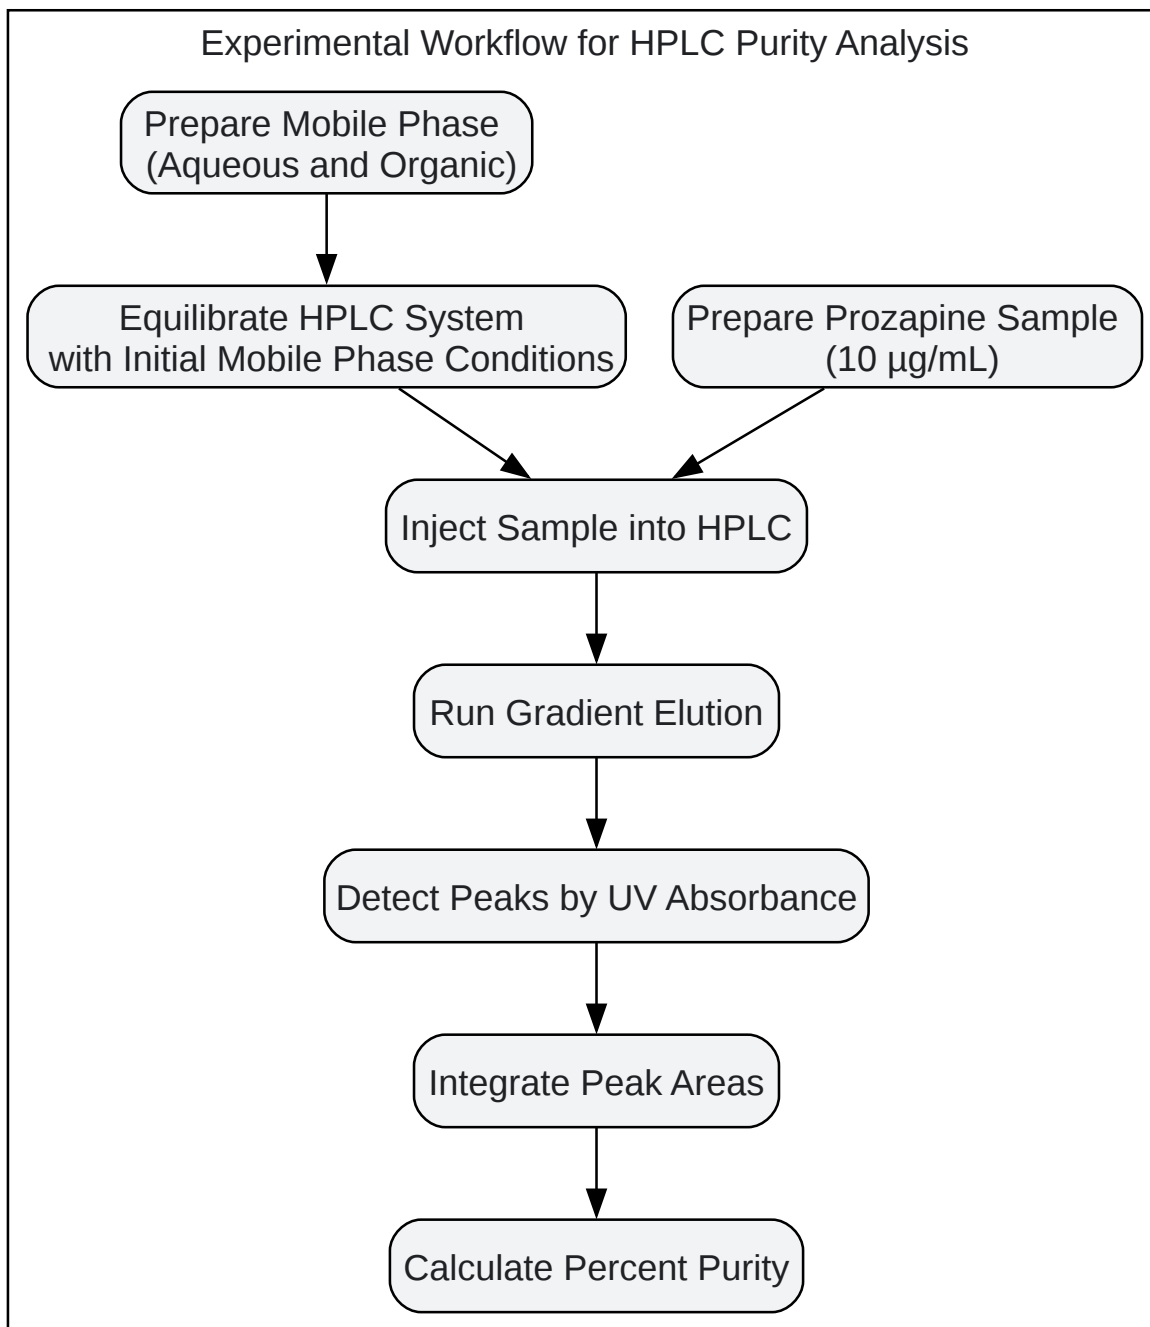 Experimental Workflow for HPLC Purity Analysis
Prepare Mobile Phase
(Aqueous and Organic)
Equilibrate HPLC System
with Initial Mobile Phase Conditions
Prepare Prozapine Sample
(10 µg/mL)
Inject Sample into HPLC
Run Gradient Elution
Detect Peaks by UV Absorbance
Integrate Peak Areas
Calculate Percent Purity